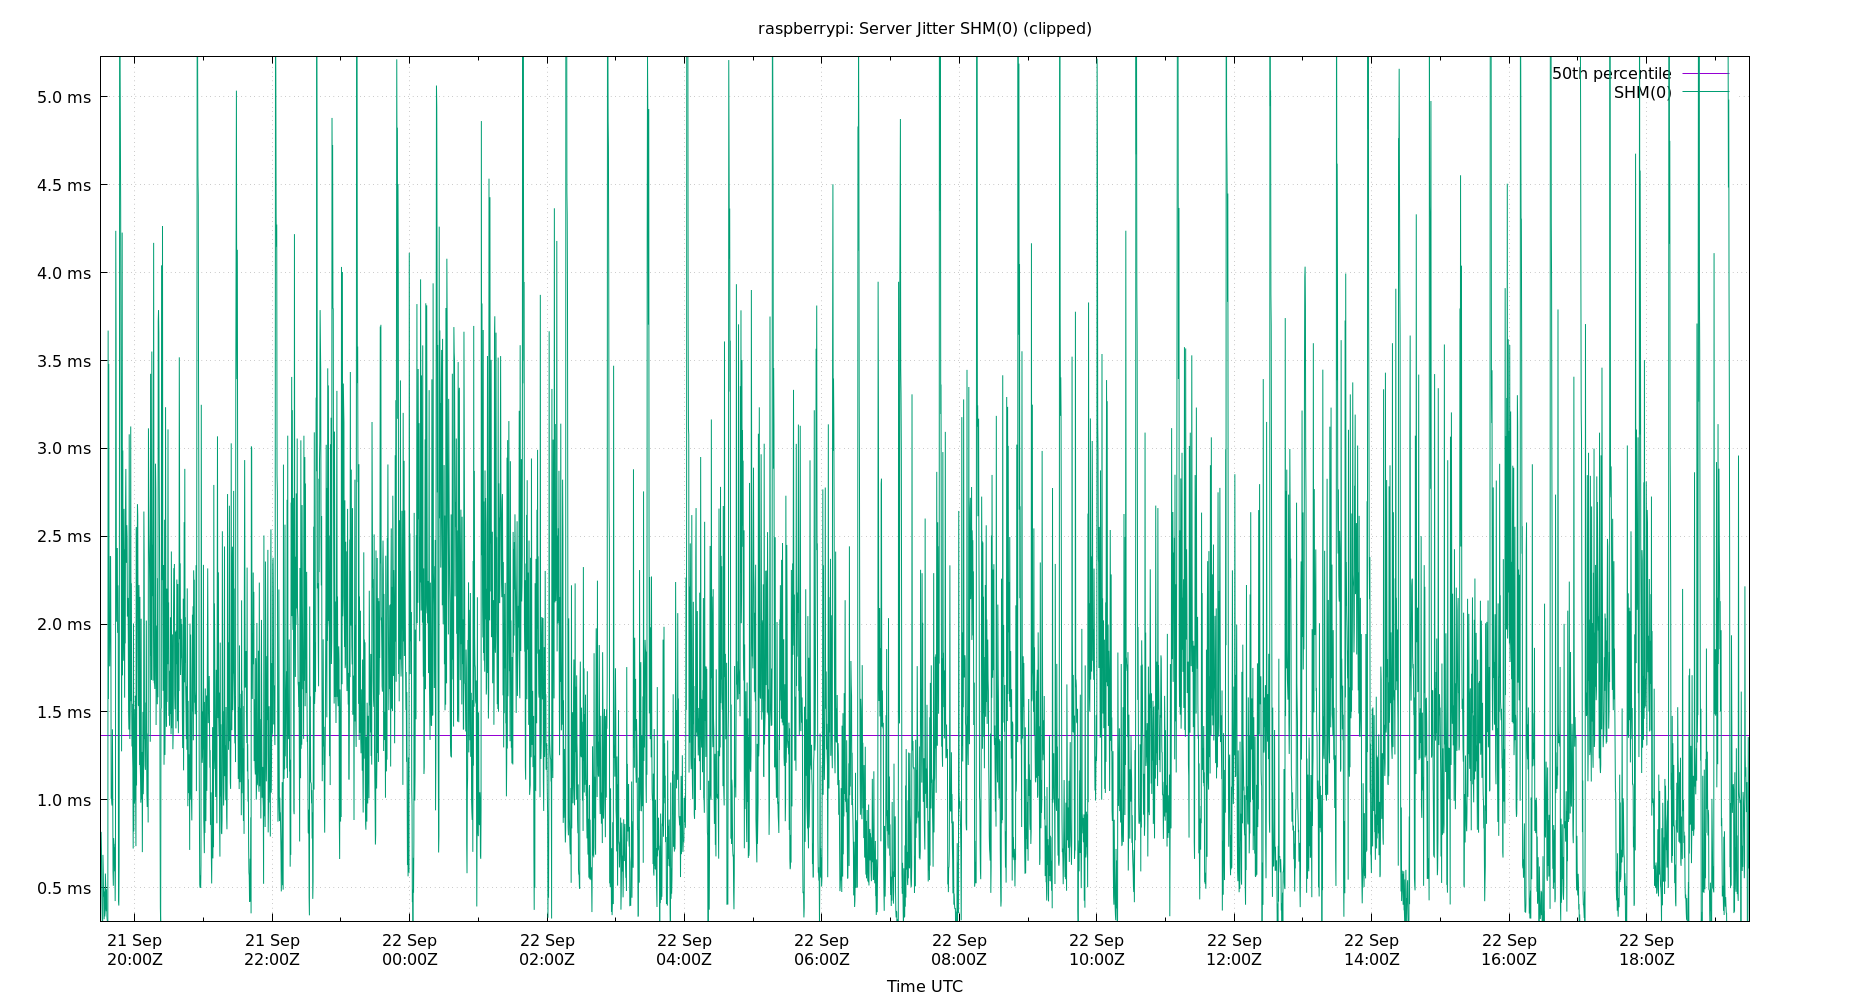 raspberrypi: Server Jitter SHM(0) (clipped)
50th percentile
SHM(0)
5.0 ms
4.5 ms
4.0 ms
3.5 ms
3.0 ms
2.5 ms
2.0 ms
1.5 ms
1.0 ms
0.5 ms
21 Sep 21 Sep 22 Sep 22 Sep 22 Sep 22 Sep 22 Sep 22 Sep 22 Sep 22 Sep 22 Sep 22 Sep
20:00Z 22:00Z 00:00Z 02:00Z 04:00Z 06:00Z 08:00Z 10:00Z 12:00Z 14:00Z 16:00Z 18:00Z
Time UTC